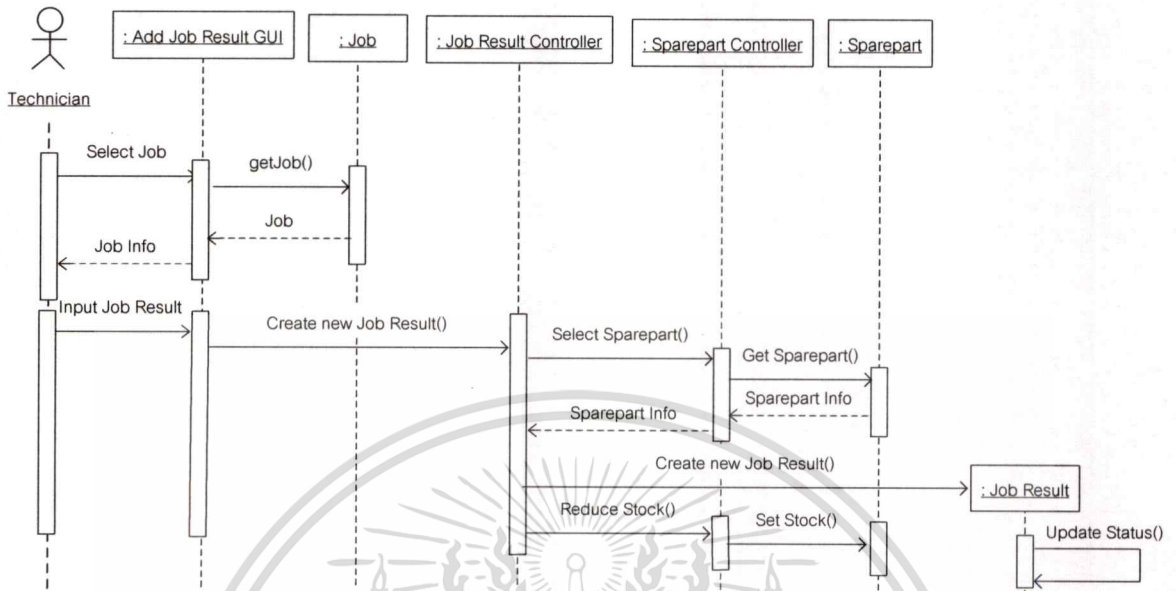 : Add Job Result GUI
: Job
: Job Result Controller
: Sparepart Controller
: Sparepart
Technician
Select Job
getJob()
Job
Job Info
Input Job Result
Create new Job Result()
Select Sparepart()
Get Sparepart()
Sparepart Info
Sparepart Info
Create new Job Result()
: Job Result
Reduce Stock()
Set Stock()
Update Status()